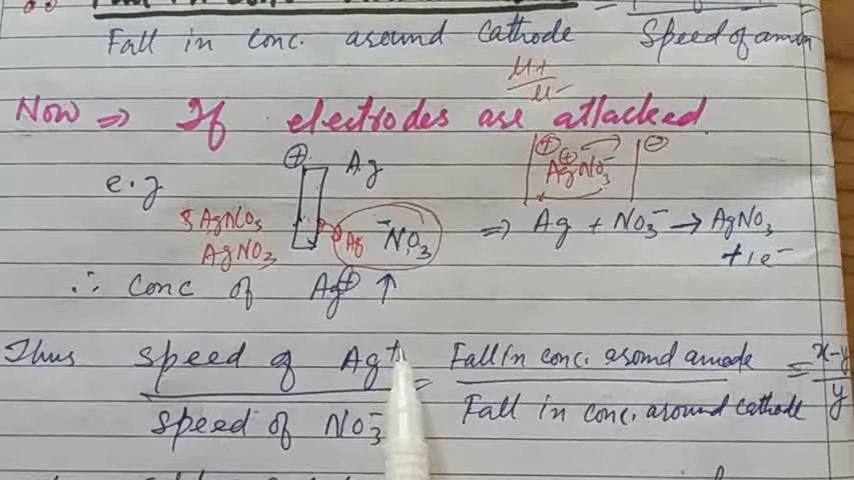 Fall in conc. around cathode Speed of anion
μ+
μ-
Now ⇒ If electrodes are attacked.
⊕ Ag ⊕ ⊕ ⊖
e.g AgNO3-
8 AgNO3 Ag -NO3 ⇒ Ag + NO3- → AgNO3
AgNO3 + 1e-
∴ Conc of Ag⊕ ↑
Thus speed of Ag+ = Fall in conc. around anode = x-y
speed of NO3- Fall in conc. around cathode y